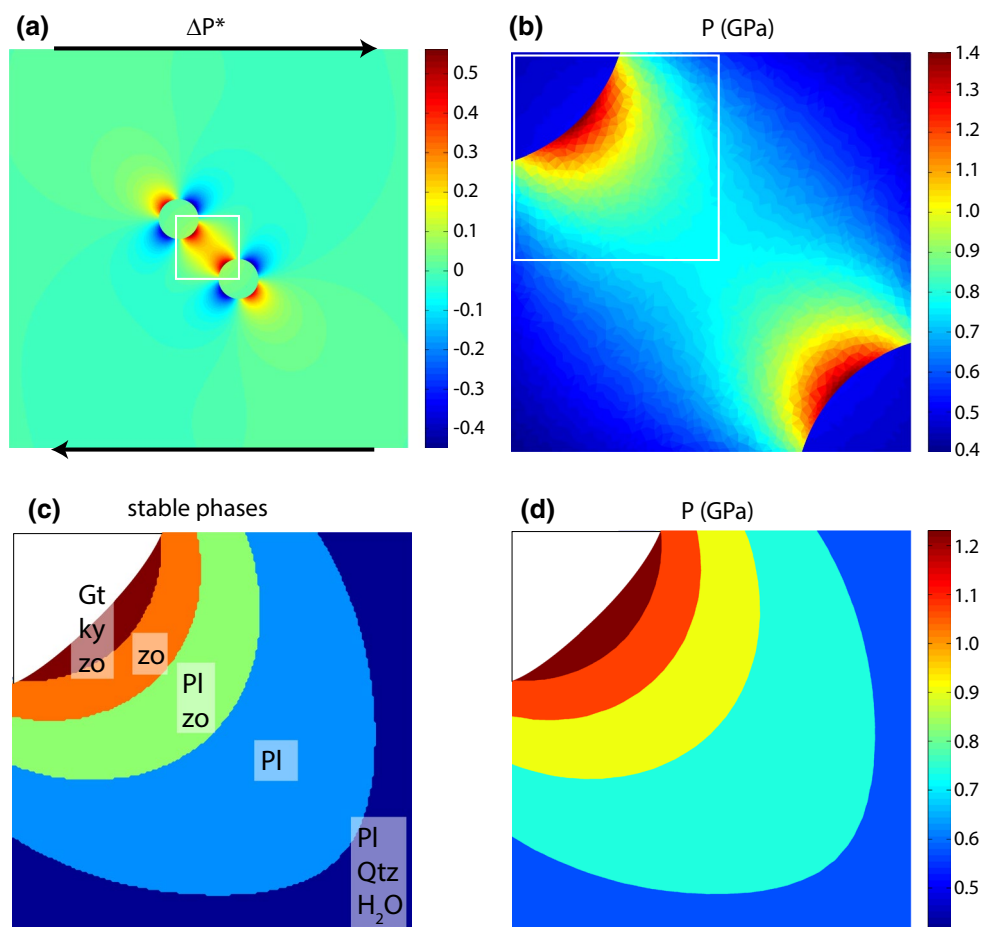 (a)
ΔP*
0.5
0.4
0.3
0.2
0.1
0
-0.1
-0.2
-0.3
-0.4
(b)
P (GPa)
1.4
1.3
1.2
1.1
1.0
0.9
0.8
0.7
0.6
0.5
0.4
(c)
stable phases
Gt
ky
zo
zo
Pl
zo
Pl
Pl
Qtz
H₂O
(d)
P (GPa)
1.2
1.1
1.0
0.9
0.8
0.7
0.6
0.5